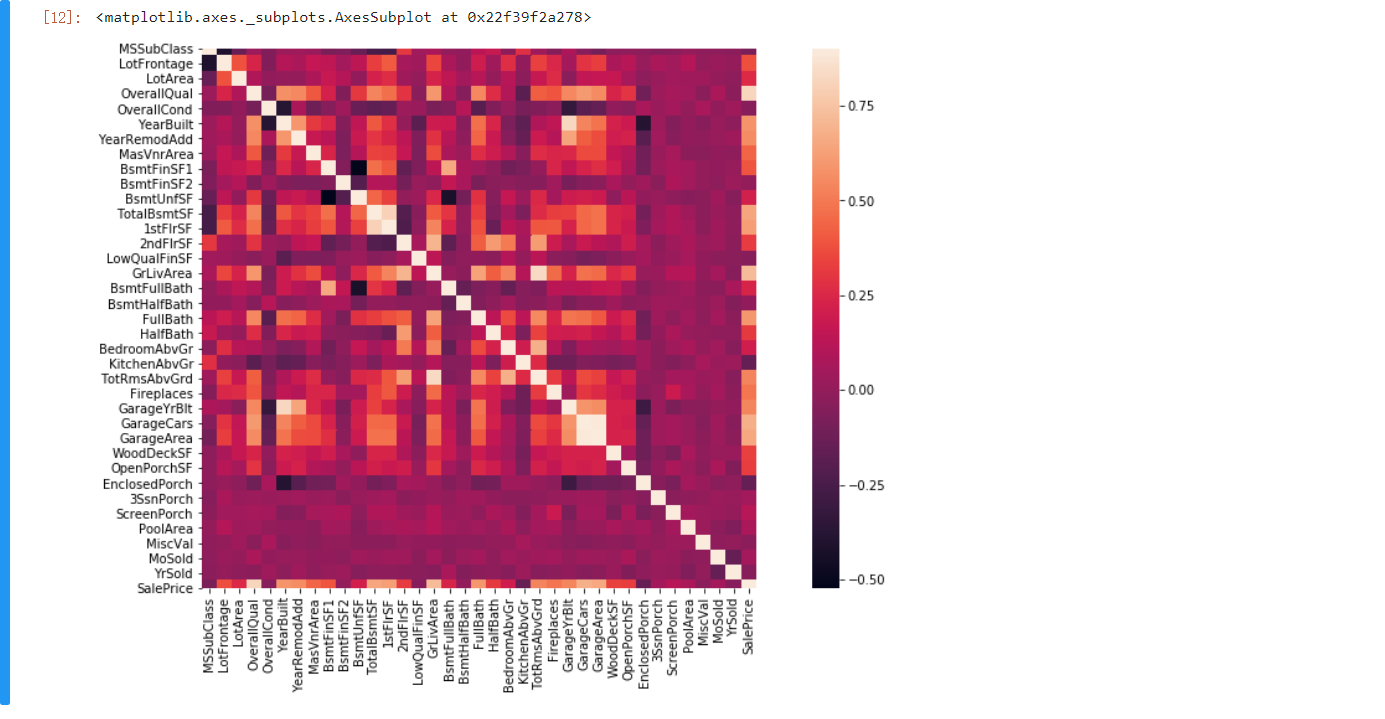 [12]: <matplotlib.axes._subplots.AxesSubplot at 0x22f39f2a278>
MSSubClass
LotFrontage
LotArea
OverallQual
OverallCond
YearBuilt
YearRemodAdd
MasVnrArea
BsmtFinSF1
BsmtFinSF2
BsmtUnfSF
TotalBsmtSF
1stFlrSF
2ndFlrSF
LowQualFinSF
GrLivArea
BsmtFullBath
BsmtHalfBath
FullBath
HalfBath
BedroomAbvGr
KitchenAbvGr
TotRmsAbvGrd
Fireplaces
GarageYrBlt
GarageCars
GarageArea
WoodDeckSF
OpenPorchSF
EnclosedPorch
3SsnPorch
ScreenPorch
PoolArea
MiscVal
MoSold
YrSold
SalePrice
MSSubClass
LotFrontage
LotArea
OverallQual
OverallCond
YearBuilt
YearRemodAdd
MasVnrArea
BsmtFinSF1
BsmtFinSF2
BsmtUnfSF
TotalBsmtSF
1stFlrSF
2ndFlrSF
LowQualFinSF
GrLivArea
BsmtFullBath
BsmtHalfBath
FullBath
HalfBath
BedroomAbvGr
KitchenAbvGr
TotRmsAbvGrd
Fireplaces
GarageYrBlt
GarageCars
GarageArea
WoodDeckSF
OpenPorchSF
EnclosedPorch
3SsnPorch
ScreenPorch
PoolArea
MiscVal
MoSold
YrSold
SalePrice
0.75
0.50
0.25
0.00
−0.25
−0.50